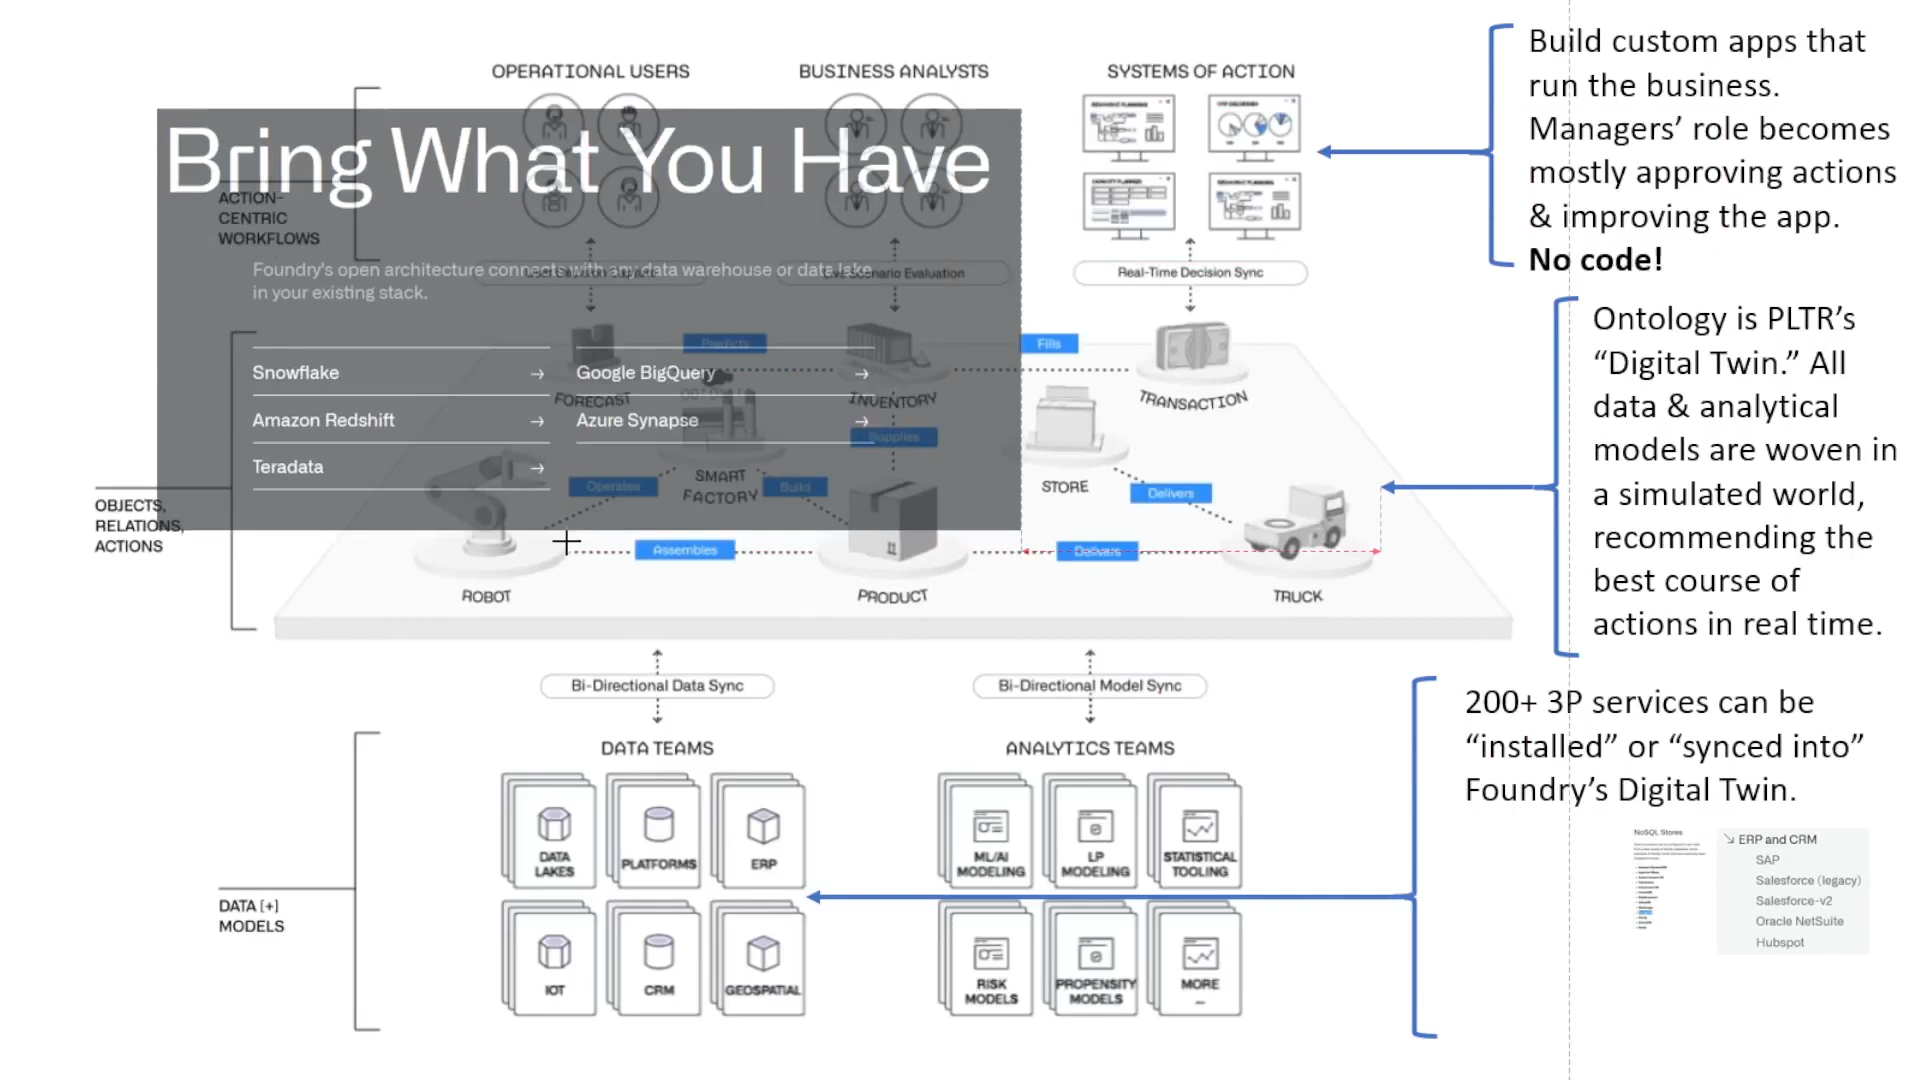 OPERATIONAL USERS
BUSINESS ANALYSTS
SYSTEMS OF ACTION
Bring What You Have
ACTION-
CENTRIC
WORKFLOWS
Foundry's open architecture connects with any data warehouse or data lake
in your existing stack.
Scenario Evaluation
Real-Time Decision Sync
Snowflake →
Google BigQuery →
Amazon Redshift →
Azure Synapse →
Teradata →
Predicts
Fills
FORECAST
INVENTORY
TRANSACTION
Supplies
SMART
FACTORY
STORE
Operates
Build
Delivers
OBJECTS,
RELATIONS,
ACTIONS
Assembles
Delivers
ROBOT
PRODUCT
TRUCK
Bi-Directional Data Sync
Bi-Directional Model Sync
DATA TEAMS
ANALYTICS TEAMS
DATA
LAKES
PLATFORMS
ERP
ML/AI
MODELING
LP
MODELING
STATISTICAL
TOOLING
DATA [+]
MODELS
IOT
CRM
GEOSPATIAL
RISK
MODELS
PROPENSITY
MODELS
MORE
...
Build custom apps that
run the business.
Managers' role becomes
mostly approving actions
& improving the app.
No code!
Ontology is PLTR's
“Digital Twin.” All
data & analytical
models are woven in
a simulated world,
recommending the
best course of
actions in real time.
200+ 3P services can be
“installed” or “synced into”
Foundry's Digital Twin.
NoSQL Stores
ERP and CRM
SAP
Salesforce (legacy)
Salesforce-v2
Oracle NetSuite
Hubspot